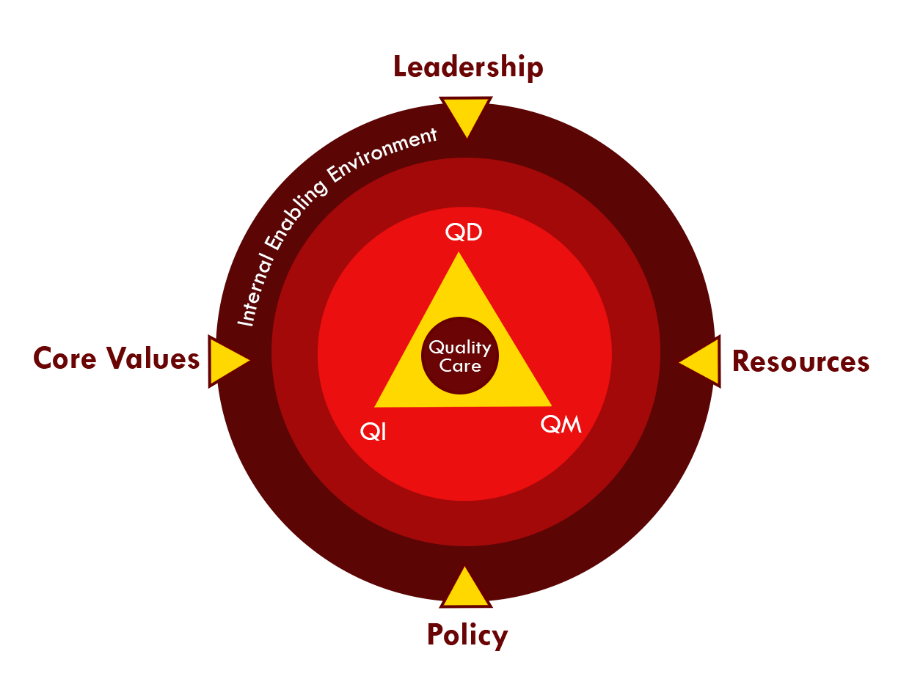 Leadership
Internal Enabling Environment
QD
Core Values
Quality
Care
Resources
QI
QM
Policy